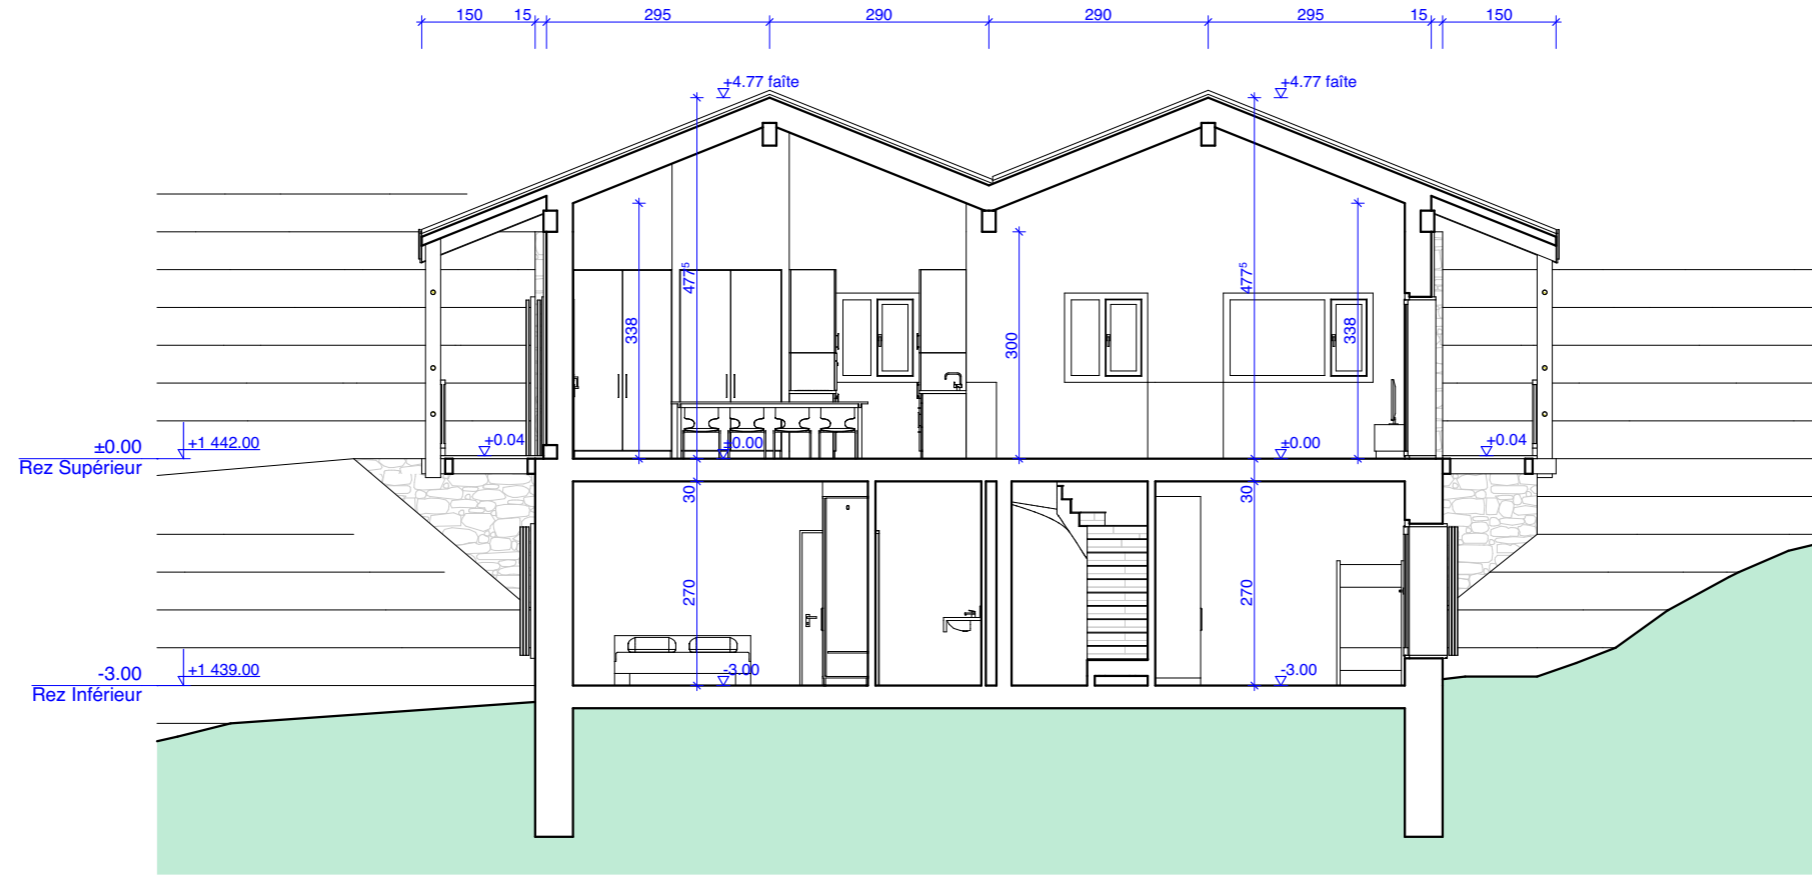 150 15 295 290 290 295 15 150
+4.77 faîte +4.77 faîte
477⁵ 477⁵
338 300 338
±0.00 +1 442.00 +0.04 ±0.00 ±0.00 +0.04
Rez Supérieur
30 30
270 270
-3.00 +1 439.00 -3.00 -3.00
Rez Inférieur